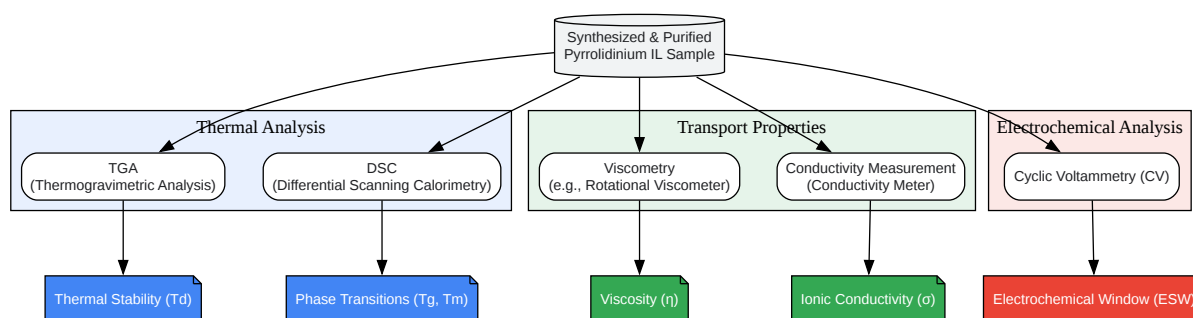 Synthesized & Purified
Pyrrolidinium IL Sample
Thermal Analysis
Transport Properties
Electrochemical Analysis
TGA
(Thermogravimetric Analysis)
DSC
(Differential Scanning Calorimetry)
Viscometry
(e.g., Rotational Viscometer)
Conductivity Measurement
(Conductivity Meter)
Cyclic Voltammetry (CV)
Thermal Stability (Td)
Phase Transitions (Tg, Tm)
Viscosity (η)
Ionic Conductivity (σ)
Electrochemical Window (ESW)